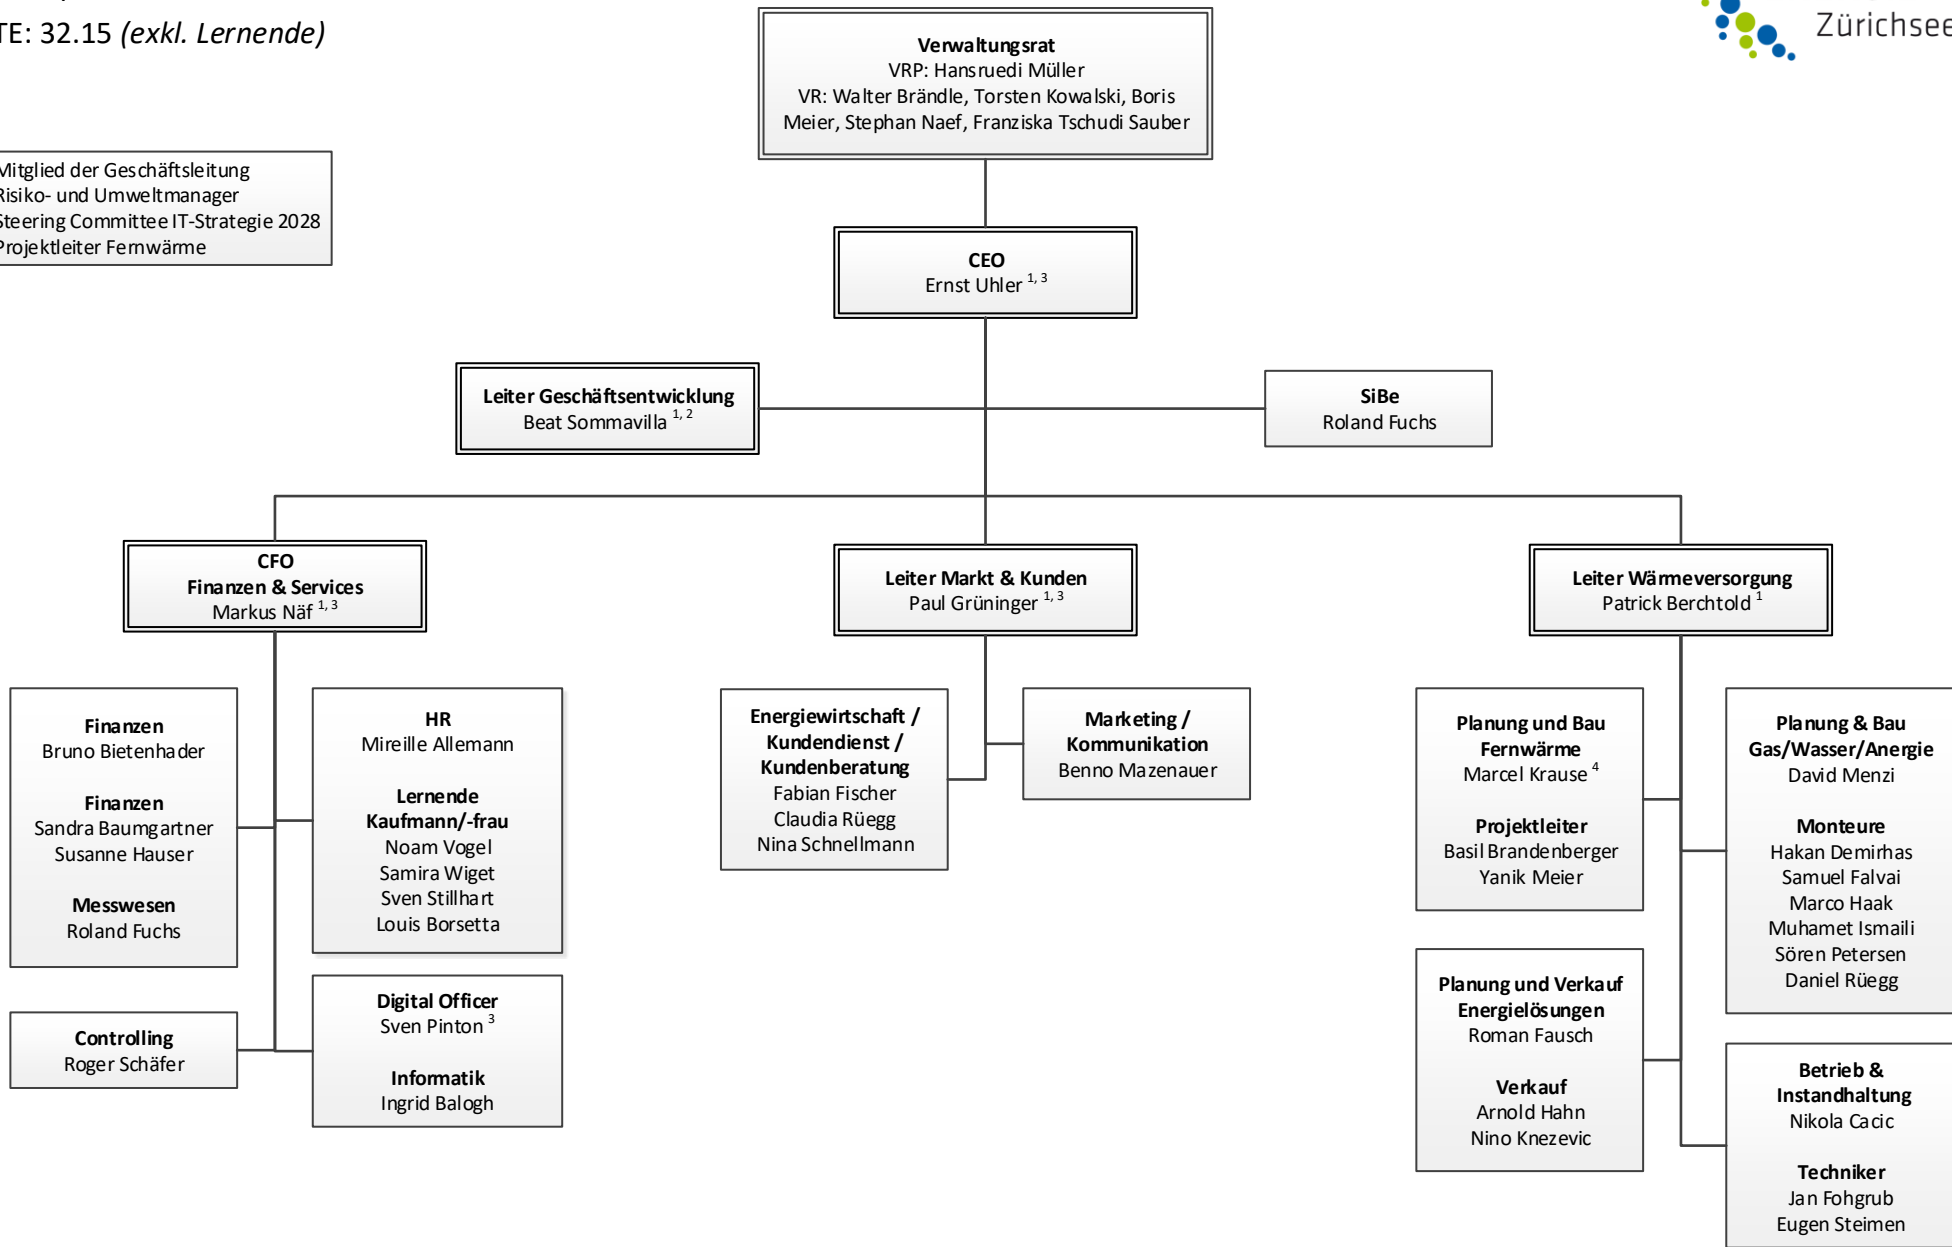 TE: 32.15 (exkl. Lernende)
Zürichsee
Verwaltungsrat
VRP: Hansruedi Müller
VR: Walter Brändle, Torsten Kowalski, Boris
Meier, Stephan Naef, Franziska Tschudi Sauber
Mitglied der Geschäftsleitung
Risiko- und Umweltmanager
Steering Committee IT-Strategie 2028
Projektleiter Fernwärme
CEO
Ernst Uhler 1, 3
Leiter Geschäftsentwicklung
Beat Sommavilla 1, 2
SiBe
Roland Fuchs
CFO
Finanzen & Services
Markus Näf 1, 3
Leiter Markt & Kunden
Paul Grüninger 1, 3
Leiter Wärmeversorgung
Patrick Berchtold 1
Finanzen
Bruno Bietenhader
Finanzen
Sandra Baumgartner
Susanne Hauser
Messwesen
Roland Fuchs
HR
Mireille Allemann
Lernende
Kaufmann/-frau
Noam Vogel
Samira Wiget
Sven Stillhart
Louis Borsetta
Controlling
Roger Schäfer
Digital Officer
Sven Pinton 3
Informatik
Ingrid Balogh
Energiewirtschaft /
Kundendienst /
Kundenberatung
Fabian Fischer
Claudia Rüegg
Nina Schnellmann
Marketing /
Kommunikation
Benno Mazenauer
Planung und Bau
Fernwärme
Marcel Krause 4
Projektleiter
Basil Brandenberger
Yanik Meier
Planung und Verkauf
Energielösungen
Roman Fausch
Verkauf
Arnold Hahn
Nino Knezevic
Planung & Bau
Gas/Wasser/Anergie
David Menzi
Monteure
Hakan Demirhas
Samuel Falvai
Marco Haak
Muhamet Ismaili
Sören Petersen
Daniel Rüegg
Betrieb &
Instandhaltung
Nikola Cacic
Techniker
Jan Fohgrub
Eugen Steimen